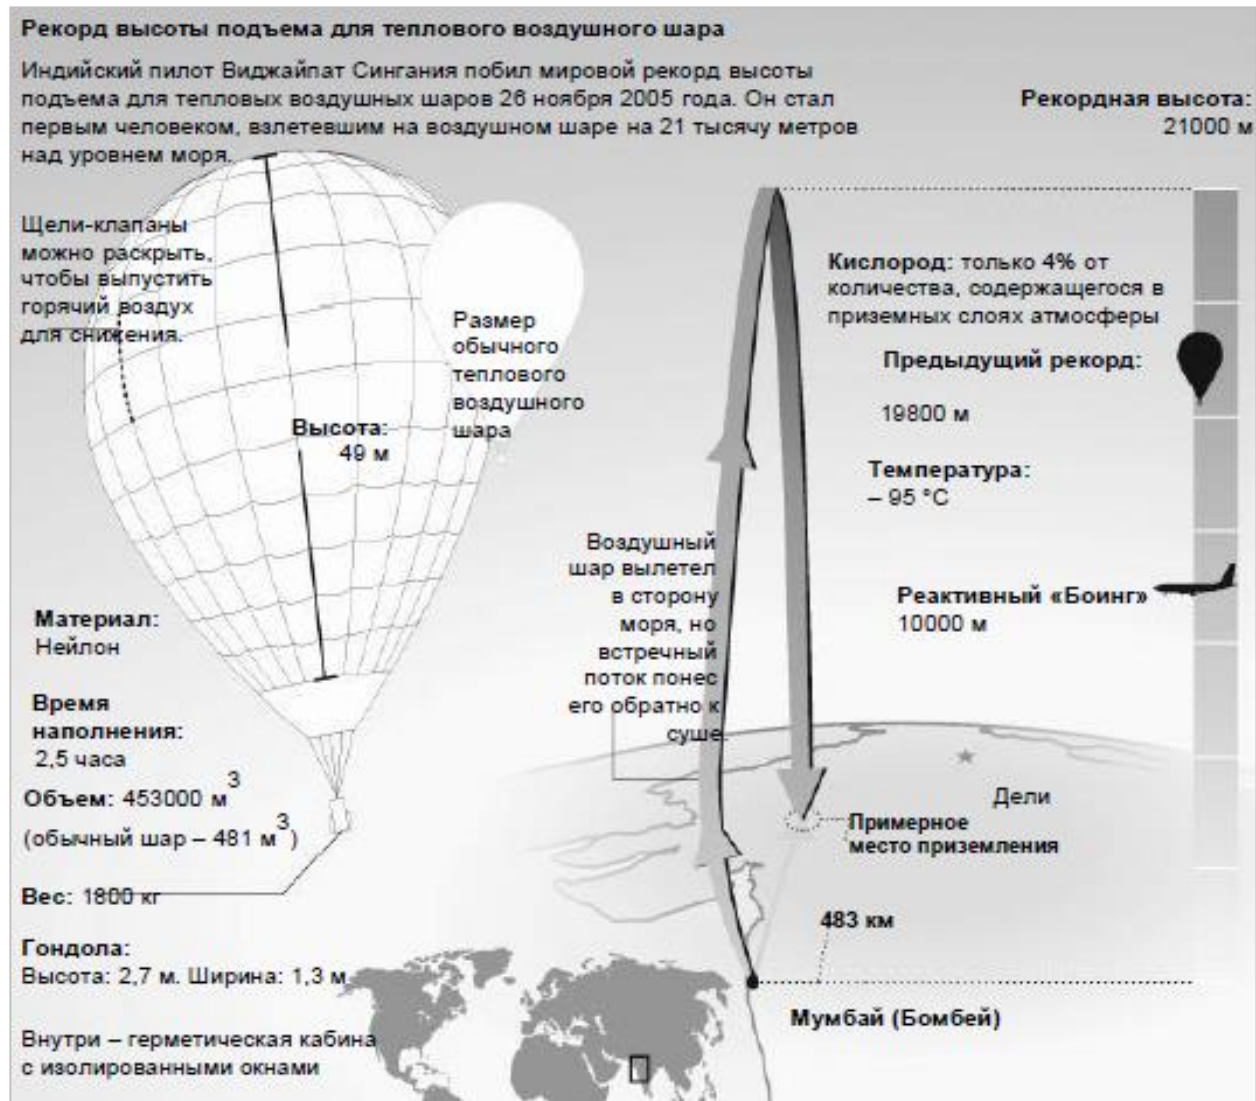 Рекорд высоты подъема для теплового воздушного шара
Индийский пилот Виджайпат Сингания побил мировой рекорд высоты
подъема для тепловых воздушных шаров 26 ноября 2005 года. Он стал
первым человеком, взлетевшим на воздушном шаре на 21 тысячу метров
над уровнем моря.
Рекордная высота:
21000 м
Щели-клапаны
можно раскрыть,
чтобы выпустить
горячий воздух
для снижения.
Размер
обычного
теплового
воздушного
шара
Высота:
49 м
Кислород: только 4% от
количества, содержащегося в
приземных слоях атмосферы
Предыдущий рекорд:
19800 м
Температура:
– 95 °C
Воздушный
шар вылетел
в сторону
моря, но
встречный
поток понес
его обратно к
суше.
Реактивный «Боинг»
10000 м
Материал:
Нейлон
Время
наполнения:
2,5 часа
Объем: 453000 м³
(обычный шар – 481 м³)
Вес: 1800 кг
Гондола:
Высота: 2,7 м. Ширина: 1,3 м
Внутри – герметическая кабина
с изолированными окнами
Дели
Примерное
место приземления
483 км
Мумбай (Бомбей)